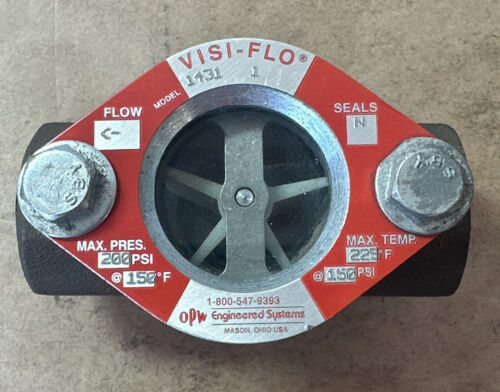 VISI-FLO®
MODEL 1431 1
FLOW
<-
SEALS
N
MAX. PRES.
200 PSI
@ 150°F
MAX. TEMP.
225°F
@ 150 PSI
1-800-547-9393
OPW Engineered Systems
MASON, OHIO USA